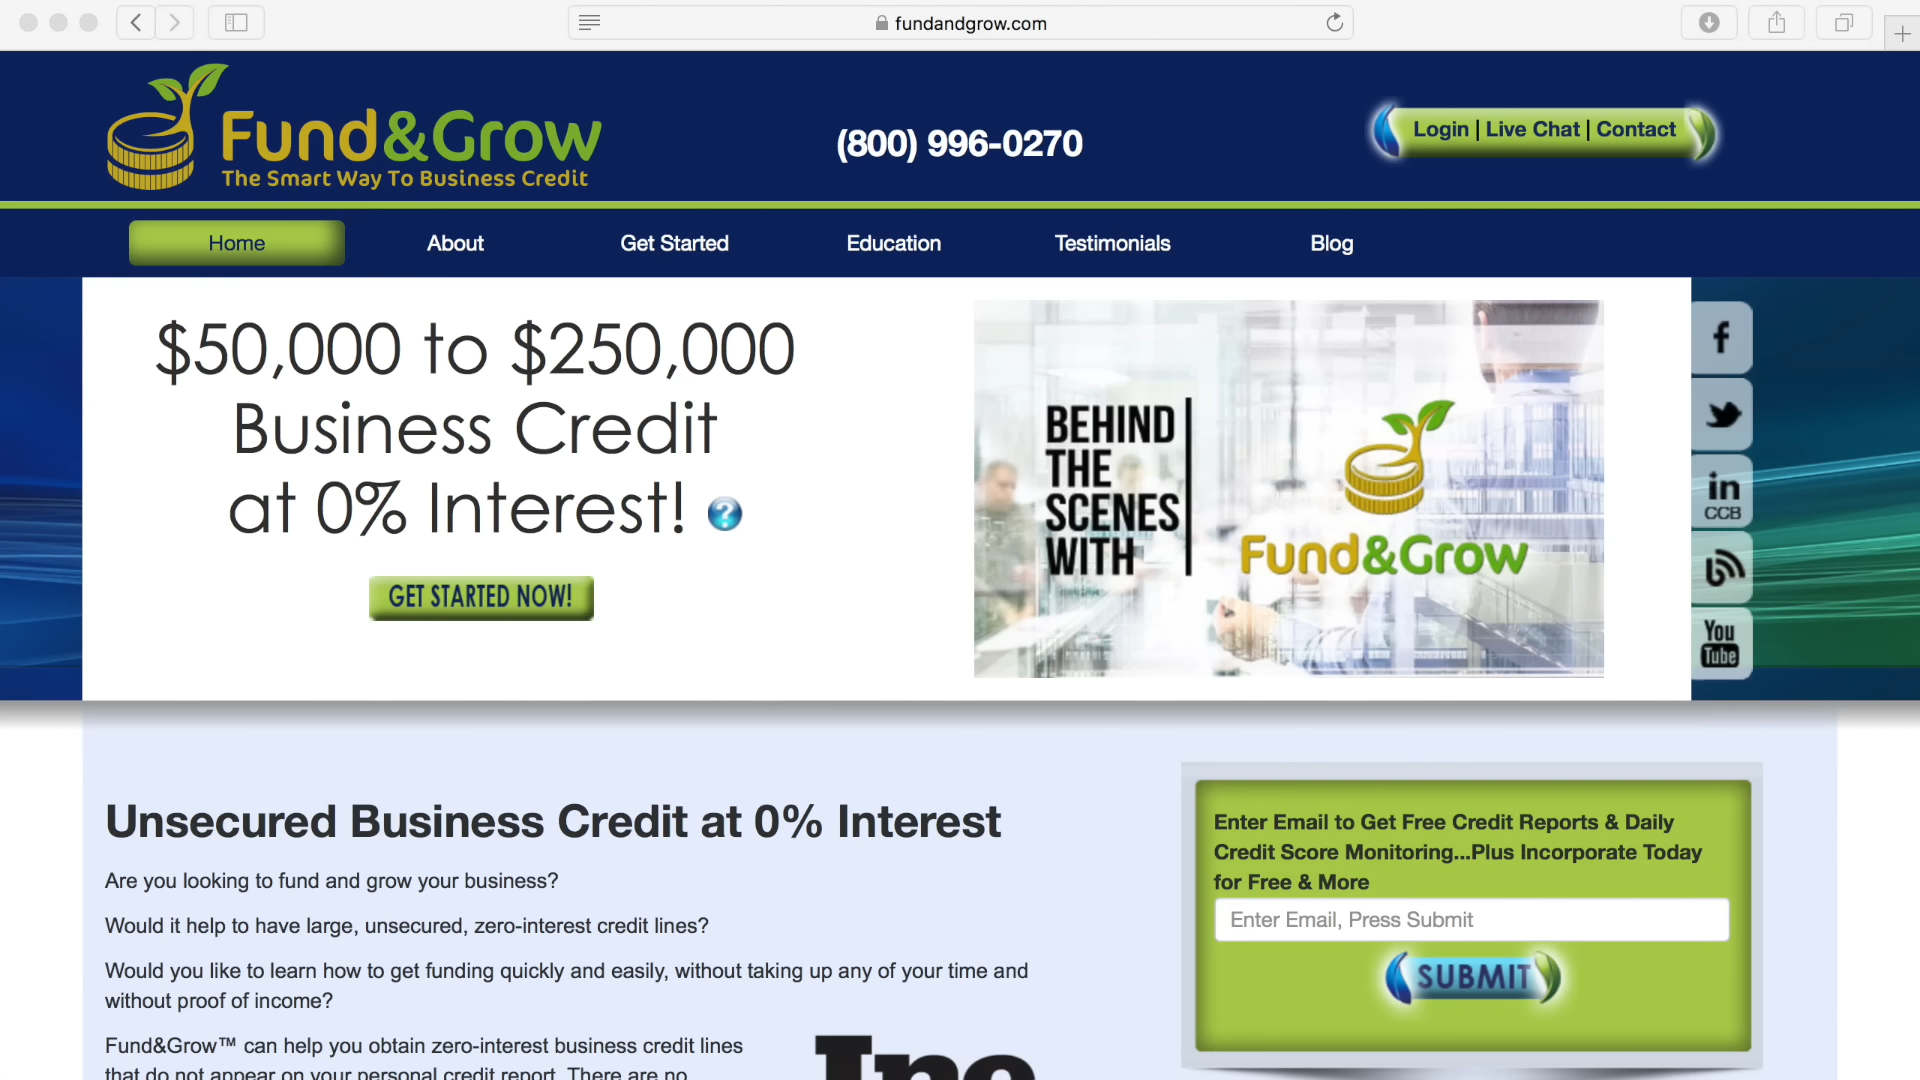 fundandgrow.com
Fund&Grow
The Smart Way To Business Credit
(800) 996-0270
Login | Live Chat | Contact
Home
About
Get Started
Education
Testimonials
Blog
$50,000 to $250,000
Business Credit
at 0% Interest! ?
GET STARTED NOW!
BEHIND
THE
SCENES
WITH
Fund&Grow
f
in
CCB
You
Tube
Unsecured Business Credit at 0% Interest
Are you looking to fund and grow your business?
Would it help to have large, unsecured, zero-interest credit lines?
Would you like to learn how to get funding quickly and easily, without taking up any of your time and
without proof of income?
Fund&Grow™ can help you obtain zero-interest business credit lines
that do not appear on your personal credit report. There are no
Inc
Enter Email to Get Free Credit Reports & Daily
Credit Score Monitoring...Plus Incorporate Today
for Free & More
Enter Email, Press Submit
SUBMIT